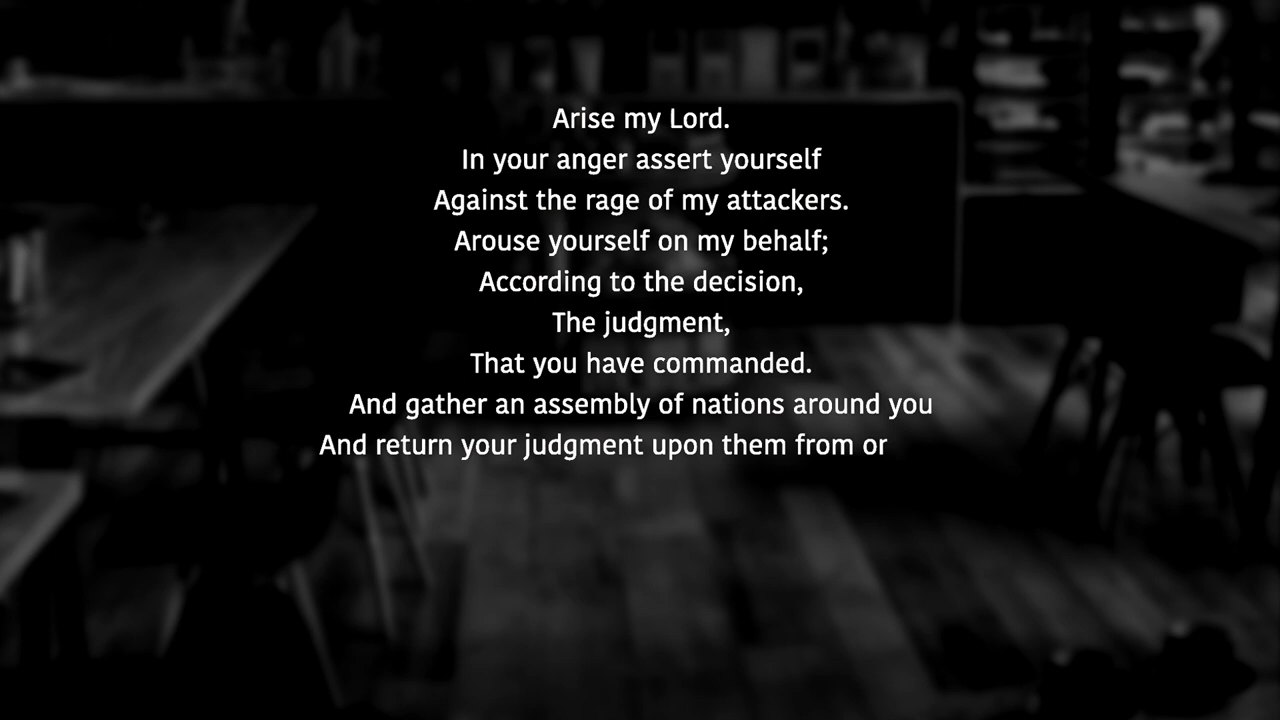 Arise my Lord.
In your anger assert yourself
Against the rage of my attackers.
Arouse yourself on my behalf;
According to the decision,
The judgment,
That you have commanded.
And gather an assembly of nations around you
And return your judgment upon them from or